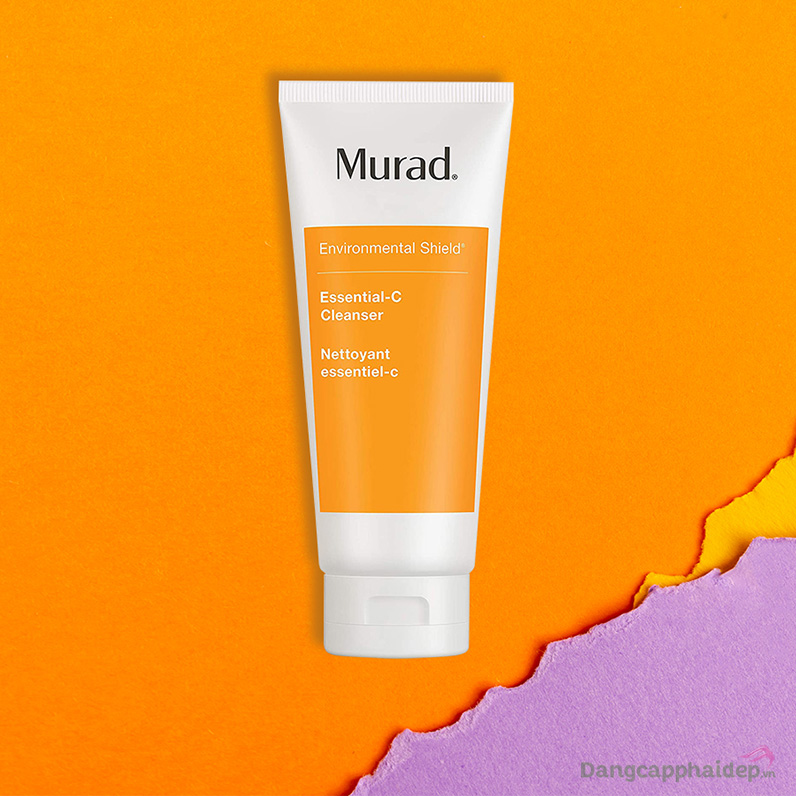 Murad®
Environmental Shield®
Essential-C
Cleanser
Nettoyant
essentiel-c
Dangcapphaidep.vn